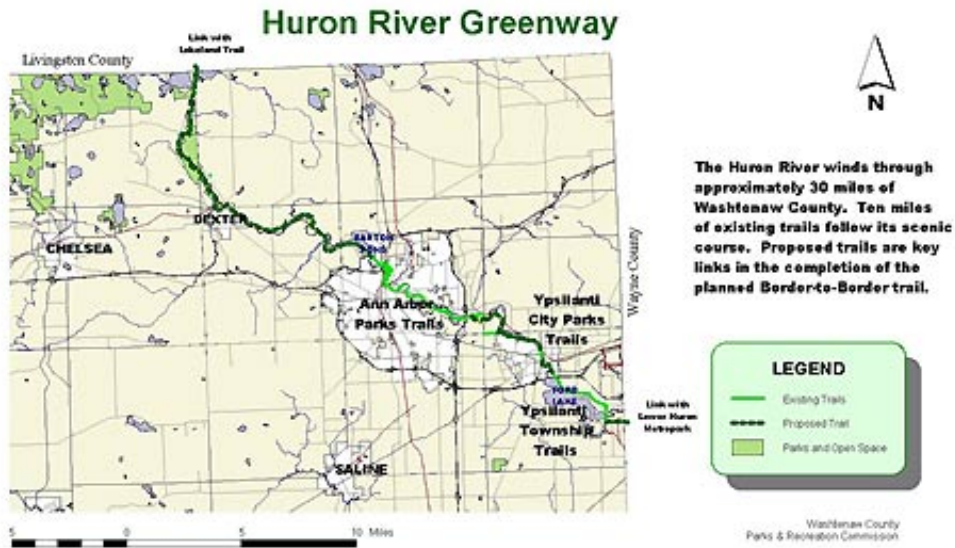 Huron River Greenway
Link with
Lakeland Trail
Livingston County
N
The Huron River winds through
approximately 30 miles of
Washtenaw County. Ten miles
of existing trails follow its scenic
course. Proposed trails are key
links in the completion of the
planned Border-to-Border trail.
DEXTER
CHELSEA
BARTON
POND
Wayne County
Ann Arbor
Parks Trails
Ypsilanti
City Parks
Trails
FORD
LAKE
Ypsilanti
Township
Trails
Link with
Lower Huron
Metropark
SALINE
LEGEND
Existing Trails
Proposed Trail
Parks and Open Space
5 0 5 10 Miles
Washtenaw County
Parks & Recreation Commission